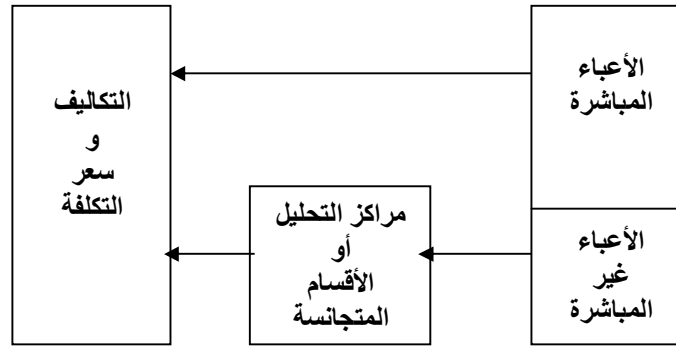 الأعباء
المباشرة
التكاليف
و
سعر
التكلفة
مراكز التحليل
أو
الأقسام
المتجانسة
الأعباء
غير
المباشرة